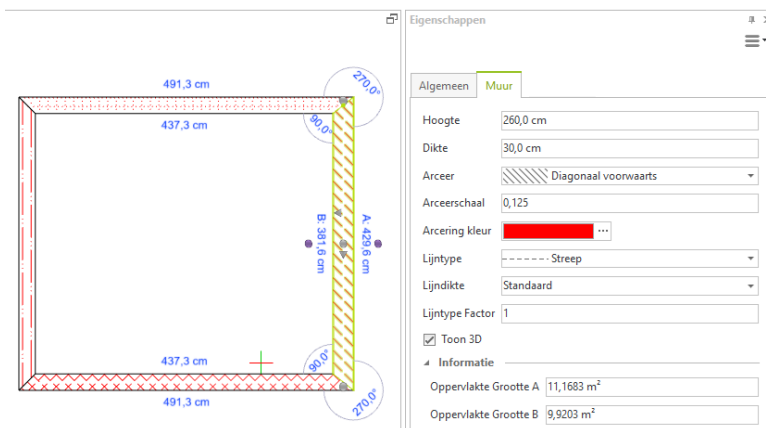 Eigenschappen
Algemeen Muur
Hoogte 260,0 cm
Dikte 30,0 cm
Arceer Diagonaal voorwaarts
Arceerschaal 0,125
Arcering kleur ...
Lijntype Streep
Lijndikte Standaard
Lijntype Factor 1
Toon 3D
Informatie
Oppervlakte Grootte A 11,1683 m²
Oppervlakte Grootte B 9,9203 m²
491,3 cm
270,0°
437,3 cm
90,0°
B: 381,6 cm
A: 429,6 cm
437,3 cm
90,0°
491,3 cm
270,0°